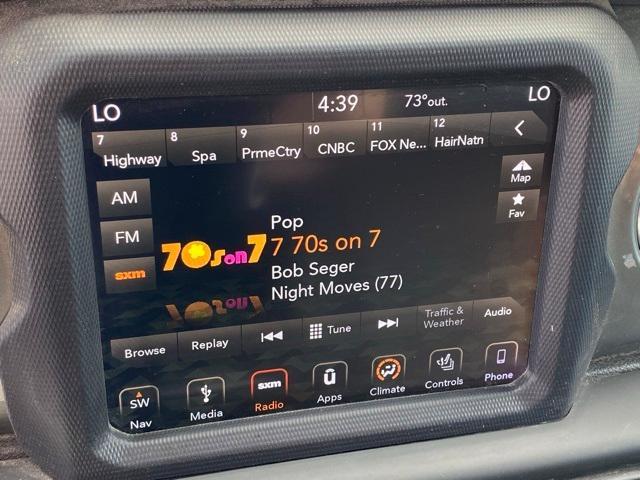 LO 4:39 73°out. LO
7 8 9 10 11 12
Highway Spa PrmeCtry CNBC FOX Ne... HairNatn
Map
AM
Fav
FM
Pop
70s on 7 7 70s on 7
sxm
Bob Seger
Night Moves (77)
Browse Replay Tune Traffic & Weather Audio
SW sxm
Nav Media Radio Apps Climate Controls Phone